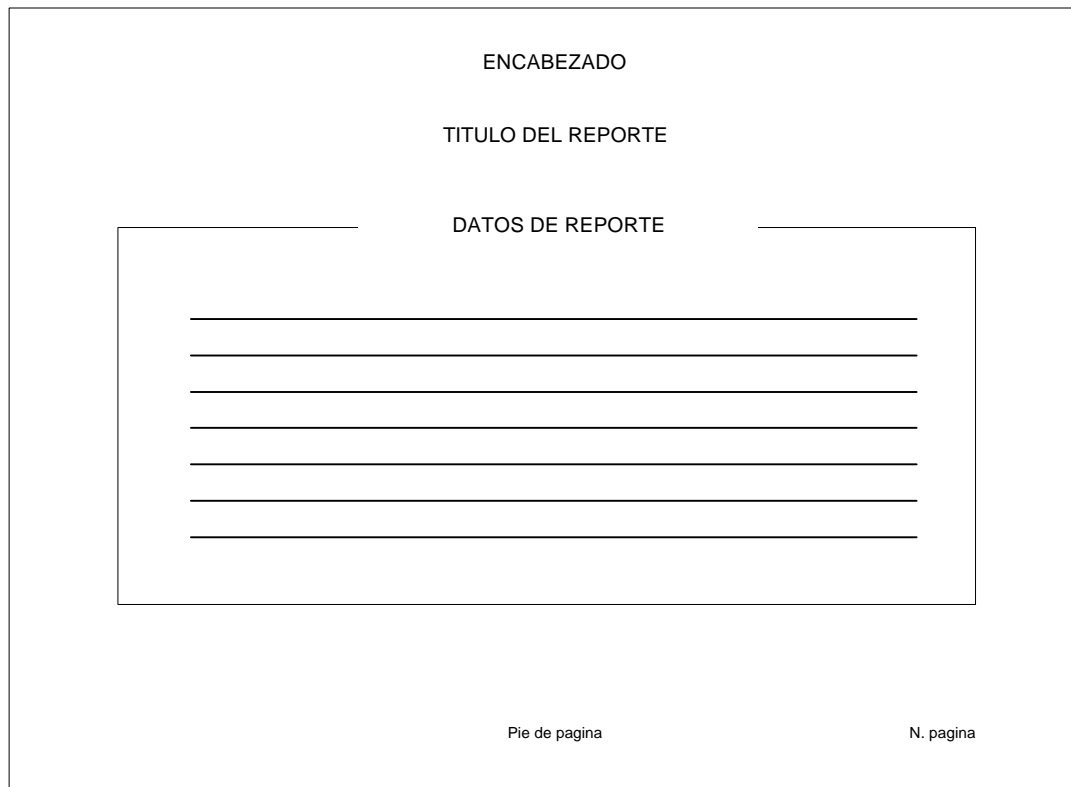 ENCABEZADO
TITULO DEL REPORTE
DATOS DE REPORTE
Pie de pagina N. pagina